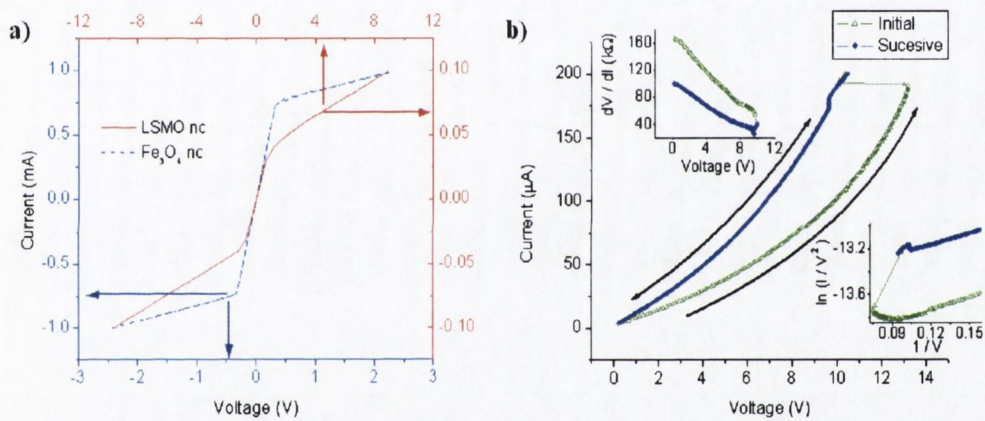 a)
-12 -8 -4 0 4 8 12
Current (mA)
1.0
0.5
0.0
-0.5
-1.0
0.10
0.05
0.00
-0.05
-0.10
LSMO nc
Fe₃O₄ nc
-3 -2 -1 0 1 2 3
Voltage (V)
b)
Initial
Sucesive
dV / dI (kΩ)
160
120
80
40
0 4 8 12
Voltage (V)
Current (µA)
200
150
100
50
0
0 2 4 6 8 10 12 14
Voltage (V)
ln (I / V²)
-13.2
-13.6
0.09 0.12 0.15
1 / V